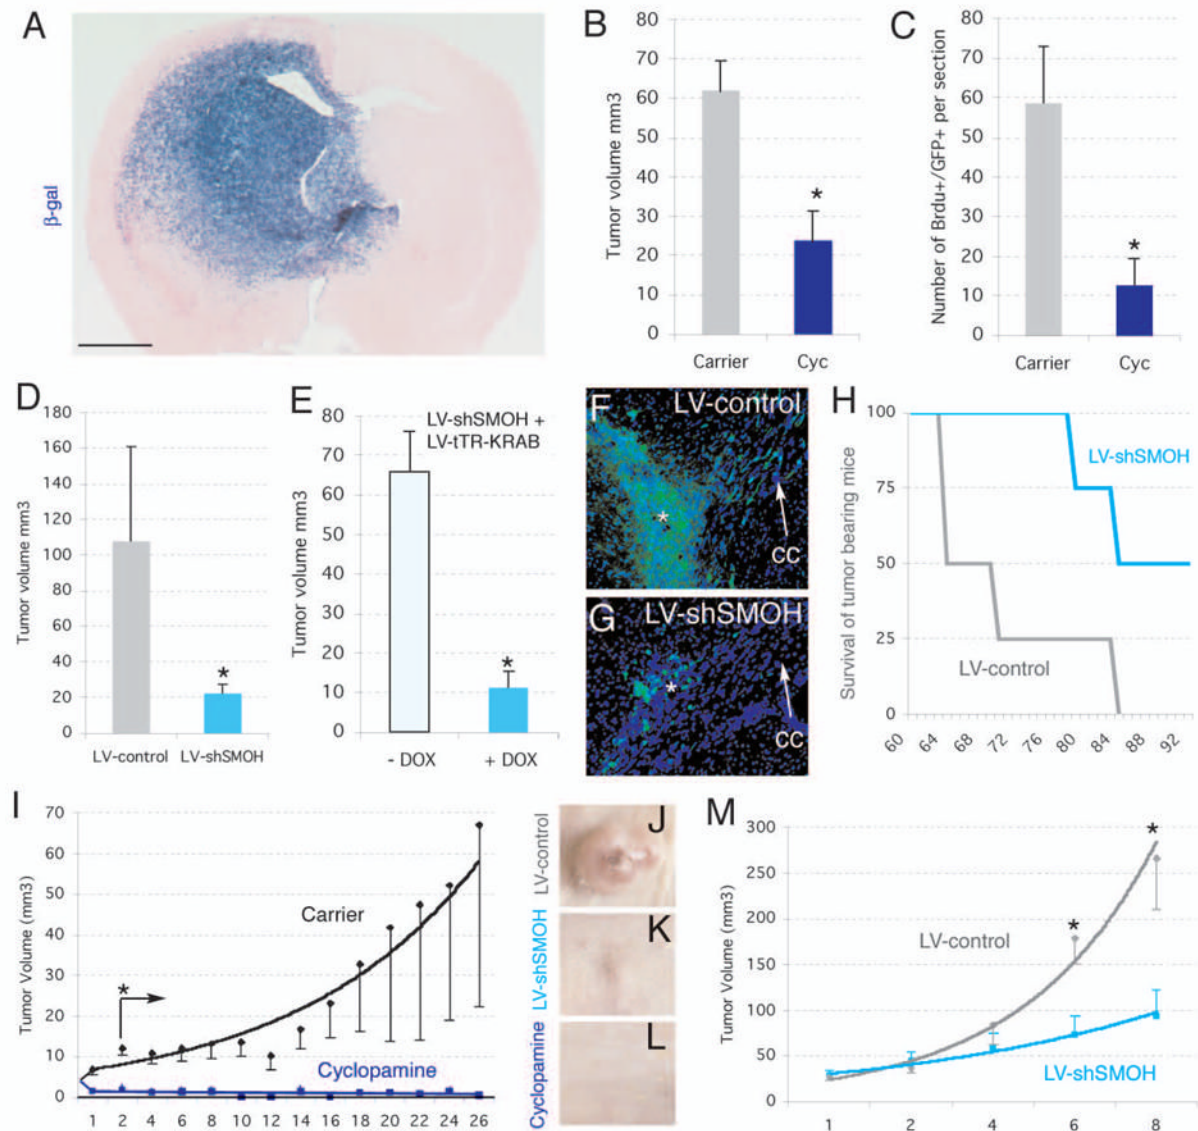 A
β-gal
B
Tumor volume mm3
80
70
60
50
40
30
20
10
0
Carrier
Cyc
*
C
Number of Brdu+/GFP+ per section
80
70
60
50
40
30
20
10
0
Carrier
Cyc
*
D
Tumor volume mm3
180
160
140
120
100
80
60
40
20
0
LV-control
LV-shSMOH
*
E
LV-shSMOH +
LV-tTR-KRAB
Tumor volume mm3
80
70
60
50
40
30
20
10
0
- DOX
+ DOX
*
F
LV-control
*
CC
G
LV-shSMOH
*
CC
H
Survival of tumor bearing mice
100
75
50
25
0
LV-shSMOH
LV-control
60
64
68
72
76
80
84
88
92
I
Tumor Volume (mm3)
70
60
50
40
30
20
10
0
*
Carrier
Cyclopamine
1
2
4
6
8
10
12
14
16
18
20
22
24
26
LV-control
J
LV-shSMOH
K
Cyclopamine
L
M
Tumor Volume (mm3)
300
250
200
150
100
50
0
LV-control
LV-shSMOH
*
*
1
2
4
6
8